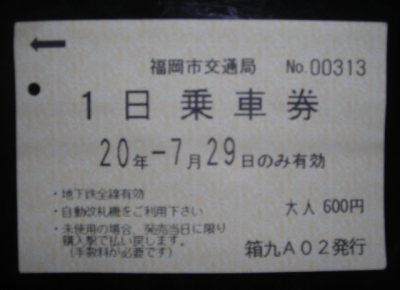 福岡市交通局 No.00313
1日乗車券
20年-7月29日のみ有効
・地下鉄全線有効
・自動改札機をご利用下さい
大人 600円
・未使用の場合、発売当日に限り
購入駅で払い戻します。
(手数料が必要です)
箱九A02発行